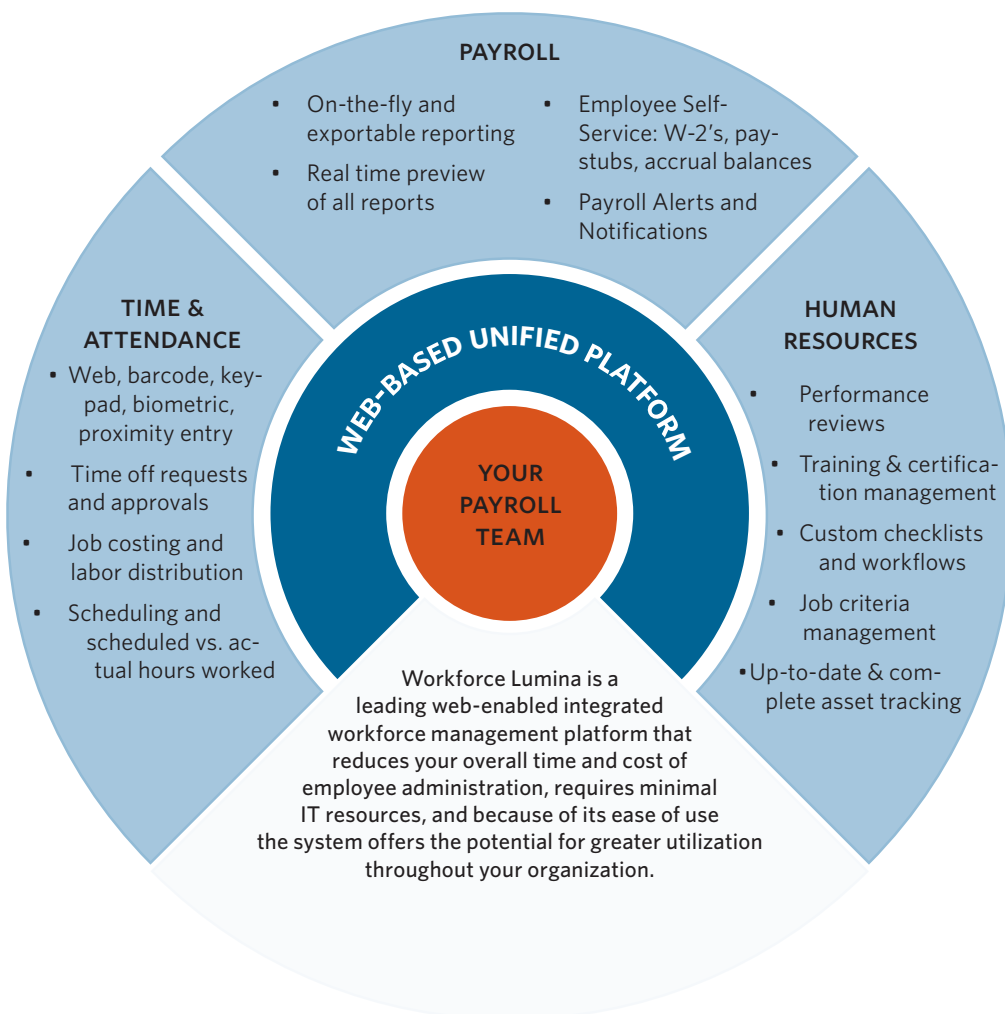 PAYROLL
• On-the-fly and
exportable reporting
• Real time preview
of all reports
• Employee Self-
Service: W-2's, pay-
stubs, accrual balances
• Payroll Alerts and
Notifications
TIME &
ATTENDANCE
• Web, barcode, key-
pad, biometric,
proximity entry
• Time off requests
and approvals
• Job costing and
labor distribution
• Scheduling and
scheduled vs. ac-
tual hours worked
WEB-BASED UNIFIED PLATFORM
YOUR
PAYROLL
TEAM
HUMAN
RESOURCES
• Performance
reviews
• Training & certifica-
tion management
• Custom checklists
and workflows
• Job criteria
management
• Up-to-date & com-
plete asset tracking
Workforce Lumina is a
leading web-enabled integrated
workforce management platform that
reduces your overall time and cost of
employee administration, requires minimal
IT resources, and because of its ease of use
the system offers the potential for greater utilization
throughout your organization.